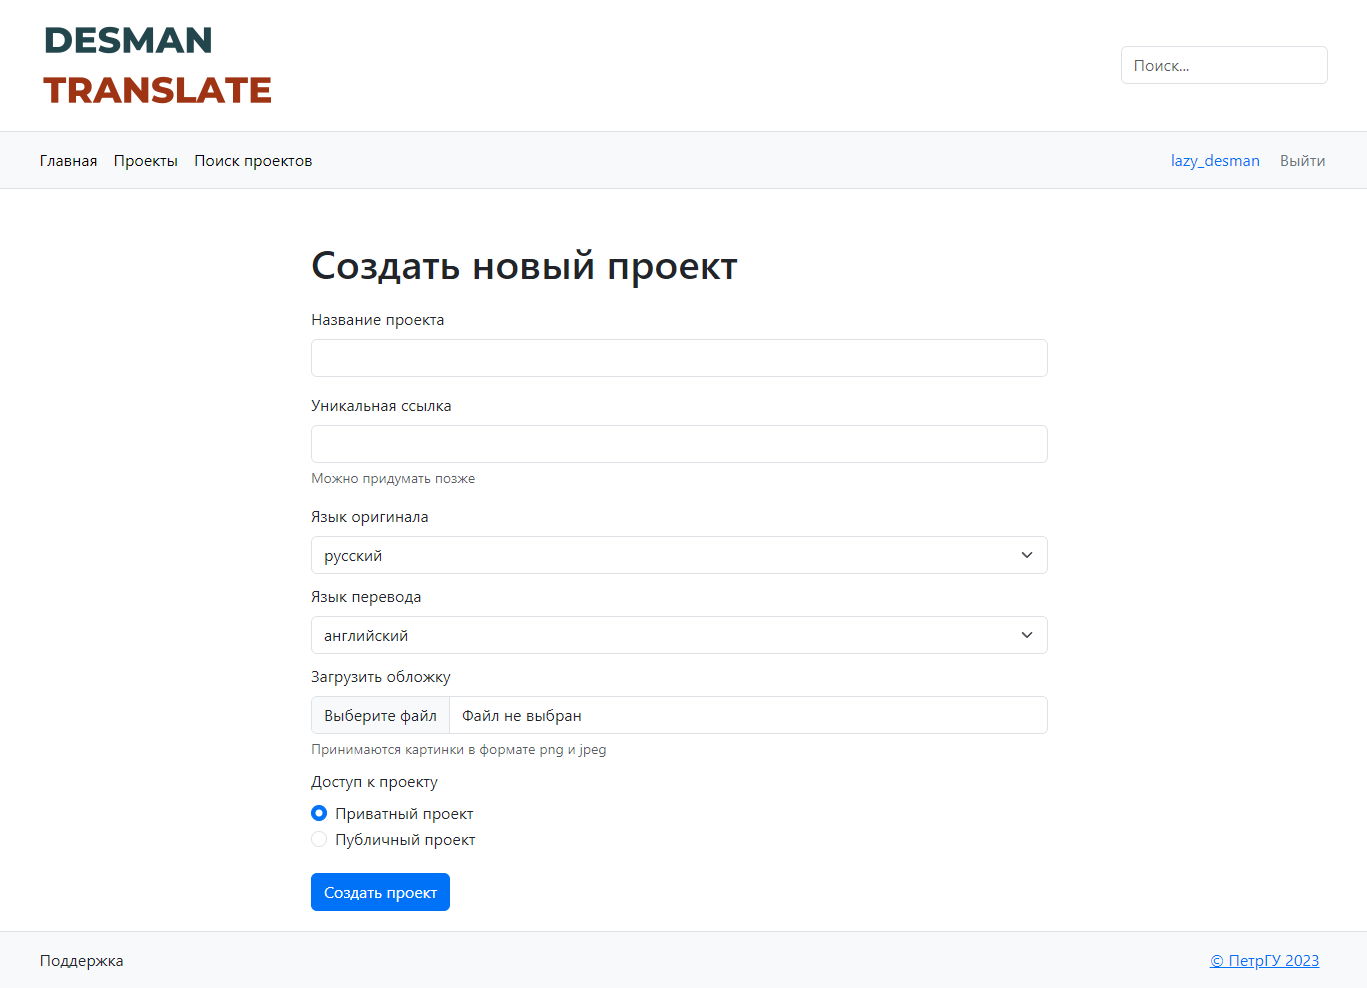 DESMAN
TRANSLATE
Поиск...
Главная Проекты Поиск проектов lazy_desman Выйти
Создать новый проект
Название проекта
Уникальная ссылка
Можно придумать позже
Язык оригинала
русский
Язык перевода
английский
Загрузить обложку
Выберите файл Файл не выбран
Принимаются картинки в формате png и jpeg
Доступ к проекту
Приватный проект
Публичный проект
Создать проект
Поддержка © ПетрГУ 2023